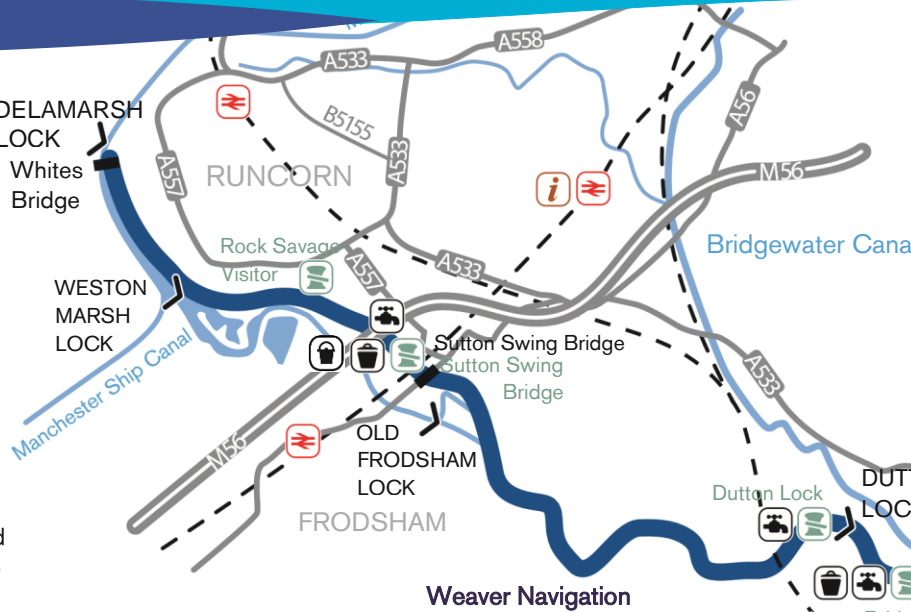 A558
A533
DELAMARSH
LOCK
Whites
Bridge
B5155
A56
A533
A557
RUNCORN
M56
i
Rock Savage
Visitor
Bridgewater Cana
A533
A557
WESTON
MARSH
LOCK
Sutton Swing Bridge
Sutton Swing
Bridge
Manchester Ship Canal
A533
M56
OLD
FRODSHAM
LOCK
FRODSHAM
Dutton Lock
DUTT
LOC
d
Weaver Navigation